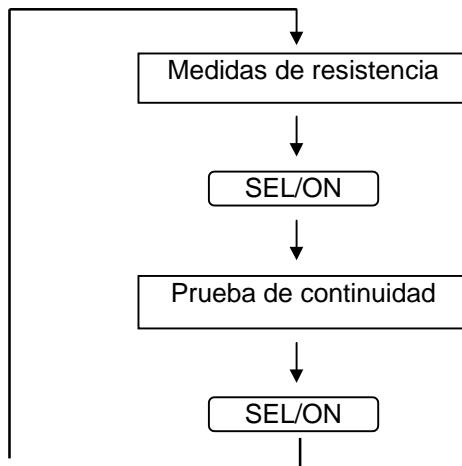 Medidas de resistencia
SEL/ON
Prueba de continuidad
SEL/ON